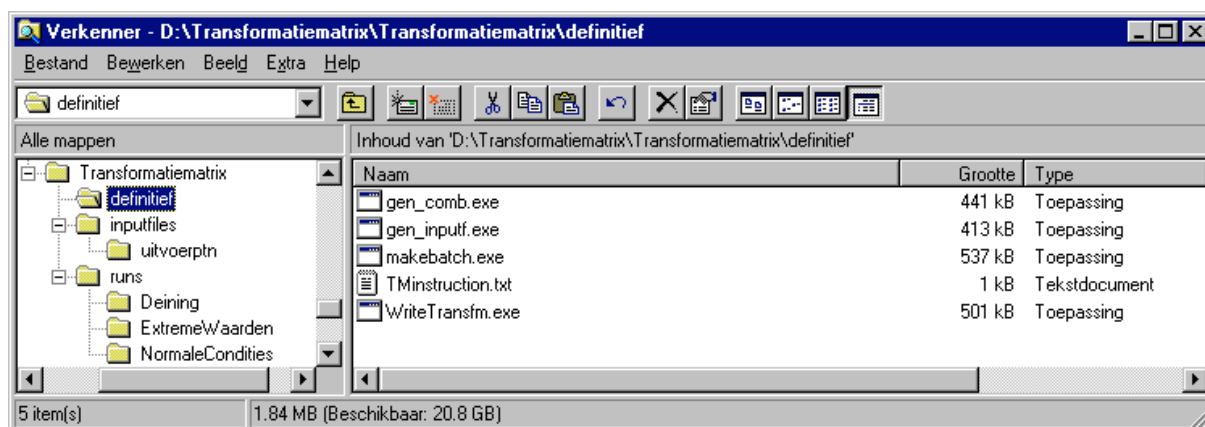 Verkenner - D:\Transformatiematrix\Transformatiematrix\definitief
Bestand Bewerken Beeld Extra Help
definitief
Alle mappen
Inhoud van 'D:\Transformatiematrix\Transformatiematrix\definitief'
Transformatiematrix
definitief
inputfiles
uitvoerptn
runs
Deining
ExtremeWaarden
NormaleCondities
Naam Grootte Type
gen_comb.exe 441 kB Toepassing
gen_inputf.exe 413 kB Toepassing
makebatch.exe 537 kB Toepassing
TMinstruction.txt 1 kB Tekstdocument
WriteTransfm.exe 501 kB Toepassing
5 item(s) 1.84 MB (Beschikbaar: 20.8 GB)